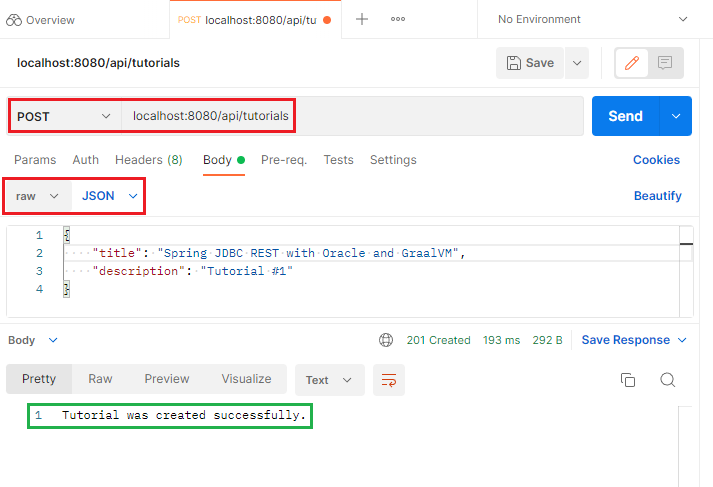 Overview
POST localhost:8080/api/tu
No Environment
localhost:8080/api/tutorials
Save
POST localhost:8080/api/tutorials
Send
Params Auth Headers (8) Body Pre-req. Tests Settings Cookies
raw JSON Beautify
1 {
2 "title": "Spring JDBC REST with Oracle and GraalVM",
3 "description": "Tutorial #1"
4 }
Body 201 Created 193 ms 292 B Save Response
Pretty Raw Preview Visualize Text
1 Tutorial was created successfully.